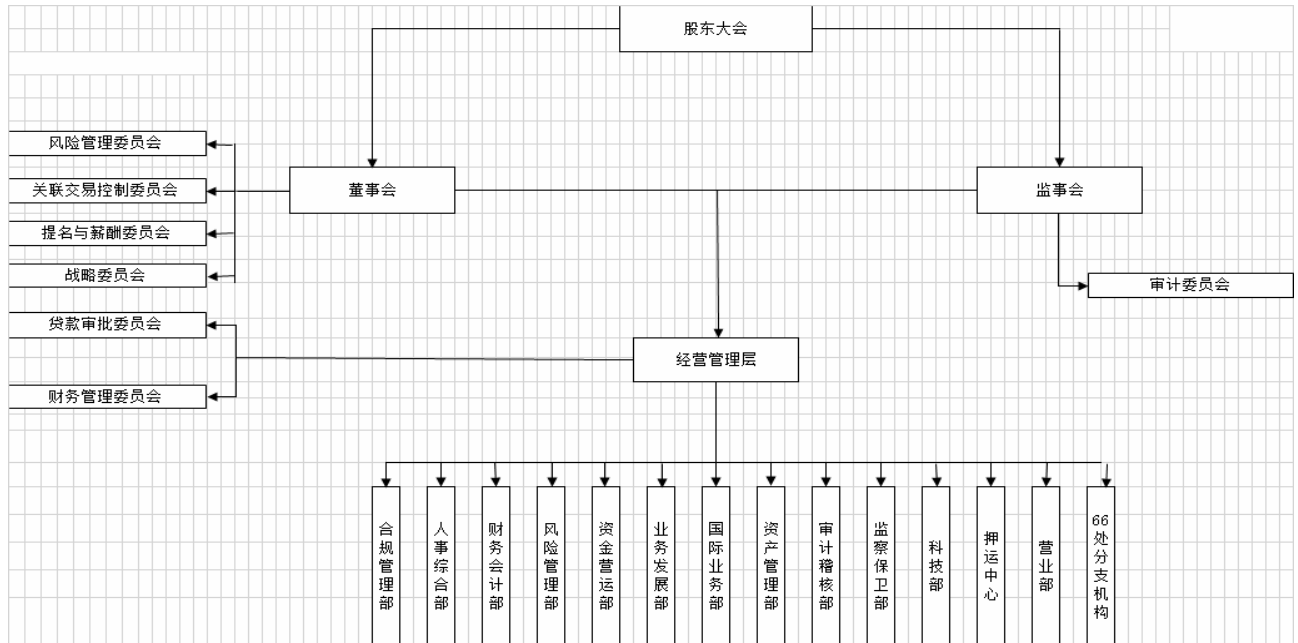 股东大会
风险管理委员会
关联交易控制委员会
董事会
监事会
提名与薪酬委员会
战略委员会
审计委员会
贷款审批委员会
经营管理层
财务管理委员会
合规管理部
人事综合部
财务会计部
风险管理部
资金营运部
业务发展部
国际业务部
资产管理部
审计稽核部
监察保卫部
科技部
押运中心
营业部
66处分支机构